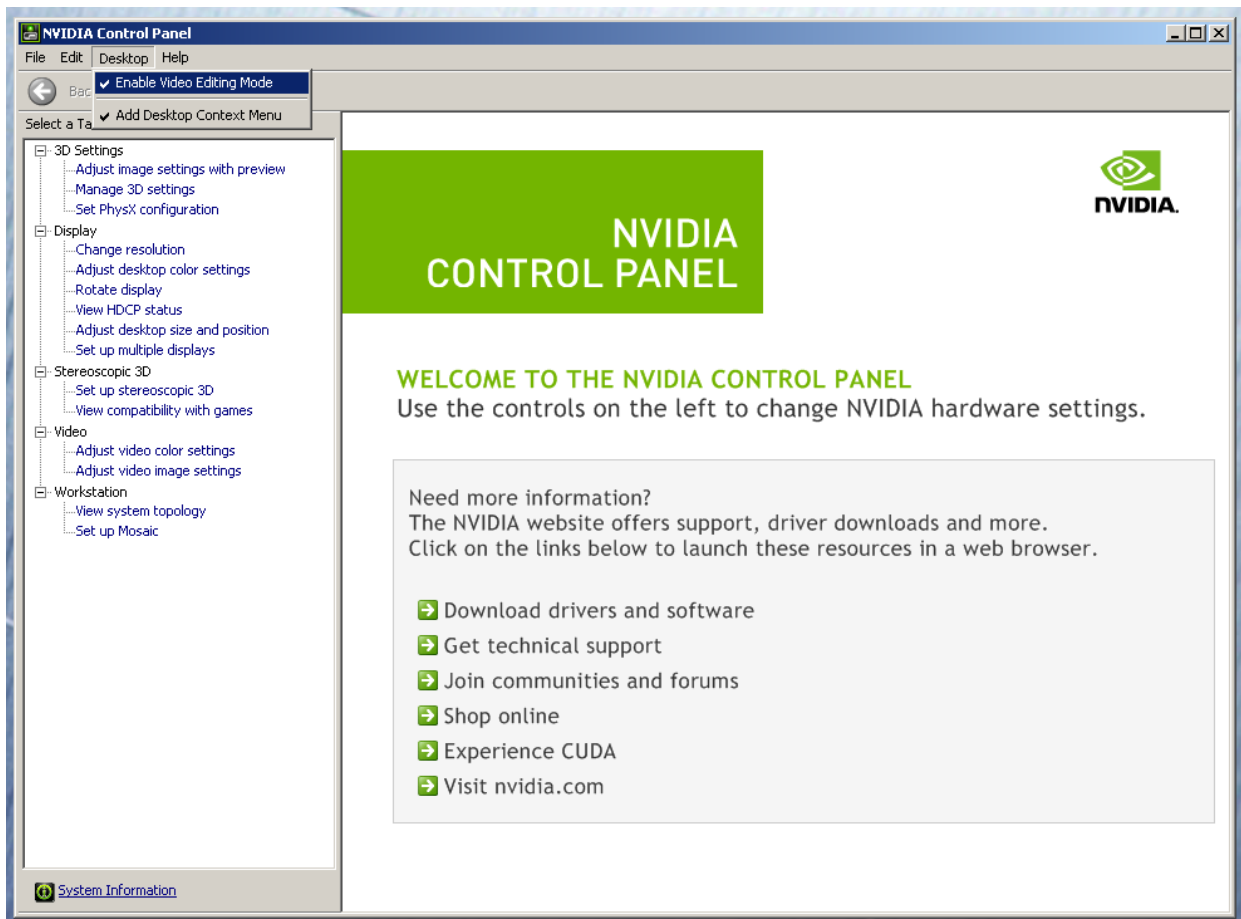 NVIDIA Control Panel
File Edit Desktop Help
Enable Video Editing Mode
Add Desktop Context Menu
Bac
Select a Ta
3D Settings
Adjust image settings with preview
Manage 3D settings
Set PhysX configuration
Display
Change resolution
Adjust desktop color settings
Rotate display
View HDCP status
Adjust desktop size and position
Set up multiple displays
Stereoscopic 3D
Set up stereoscopic 3D
View compatibility with games
Video
Adjust video color settings
Adjust video image settings
Workstation
View system topology
Set up Mosaic
System Information
NVIDIA
CONTROL PANEL
NVIDIA.
WELCOME TO THE NVIDIA CONTROL PANEL
Use the controls on the left to change NVIDIA hardware settings.
Need more information?
The NVIDIA website offers support, driver downloads and more.
Click on the links below to launch these resources in a web browser.
Download drivers and software
Get technical support
Join communities and forums
Shop online
Experience CUDA
Visit nvidia.com